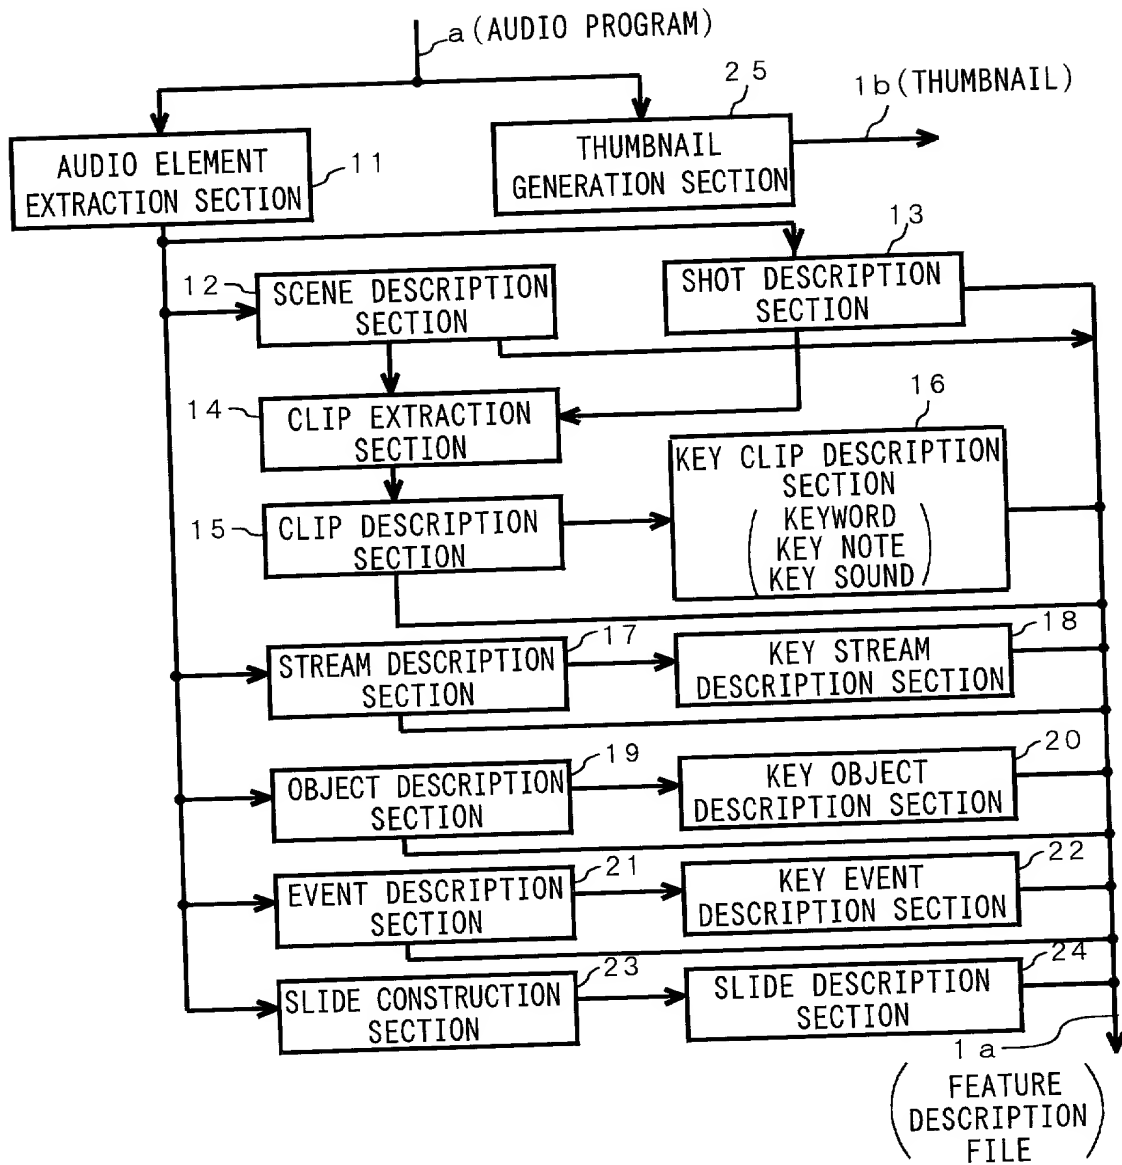 a (AUDIO PROGRAM)
25
1b (THUMBNAIL)
AUDIO ELEMENT
EXTRACTION SECTION
11
THUMBNAIL
GENERATION SECTION
13
12
SCENE DESCRIPTION
SECTION
SHOT DESCRIPTION
SECTION
14
CLIP EXTRACTION
SECTION
16
KEY CLIP DESCRIPTION
SECTION
(KEYWORD
KEY NOTE
KEY SOUND)
15
CLIP DESCRIPTION
SECTION
17
STREAM DESCRIPTION
SECTION
18
KEY STREAM
DESCRIPTION SECTION
19
OBJECT DESCRIPTION
SECTION
20
KEY OBJECT
DESCRIPTION SECTION
21
EVENT DESCRIPTION
SECTION
22
KEY EVENT
DESCRIPTION SECTION
23
SLIDE CONSTRUCTION
SECTION
24
SLIDE DESCRIPTION
SECTION
1a
(FEATURE
DESCRIPTION
FILE)